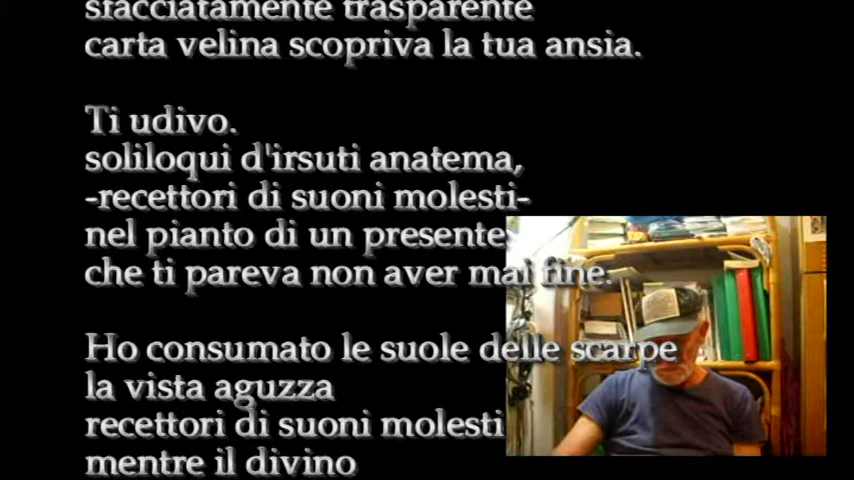 sfacciatamente trasparente
carta velina scopriva la tua ansia.
Ti udivo.
soliloqui d'irsuti anatema,
-recettori di suoni molesti-
nel pianto di un presente
che ti pareva non aver mai fine.
Ho consumato le suole delle scarpe
la vista aguzza
recettori di suoni molesti
mentre il divino